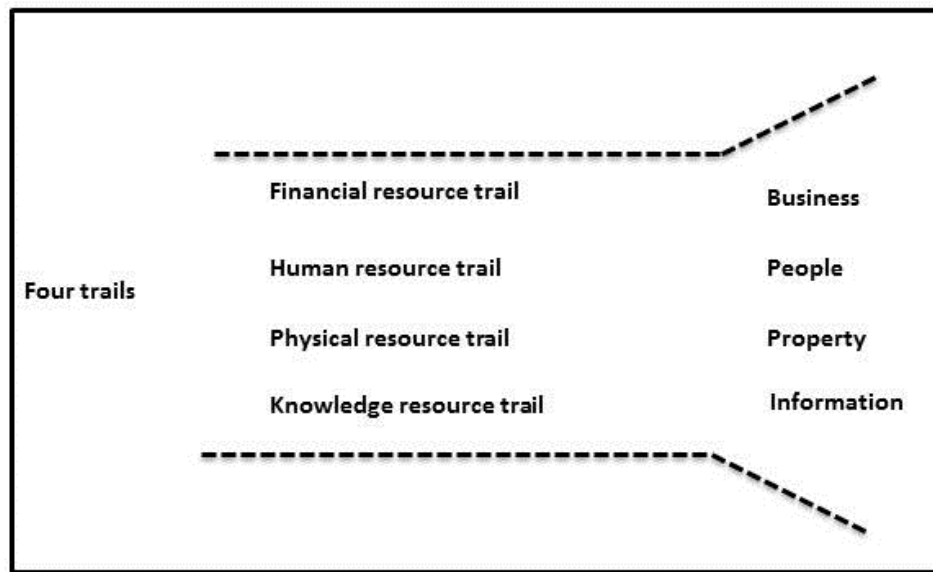 Financial resource trail
Business
Human resource trail
People
Four trails
Physical resource trail
Property
Knowledge resource trail
Information